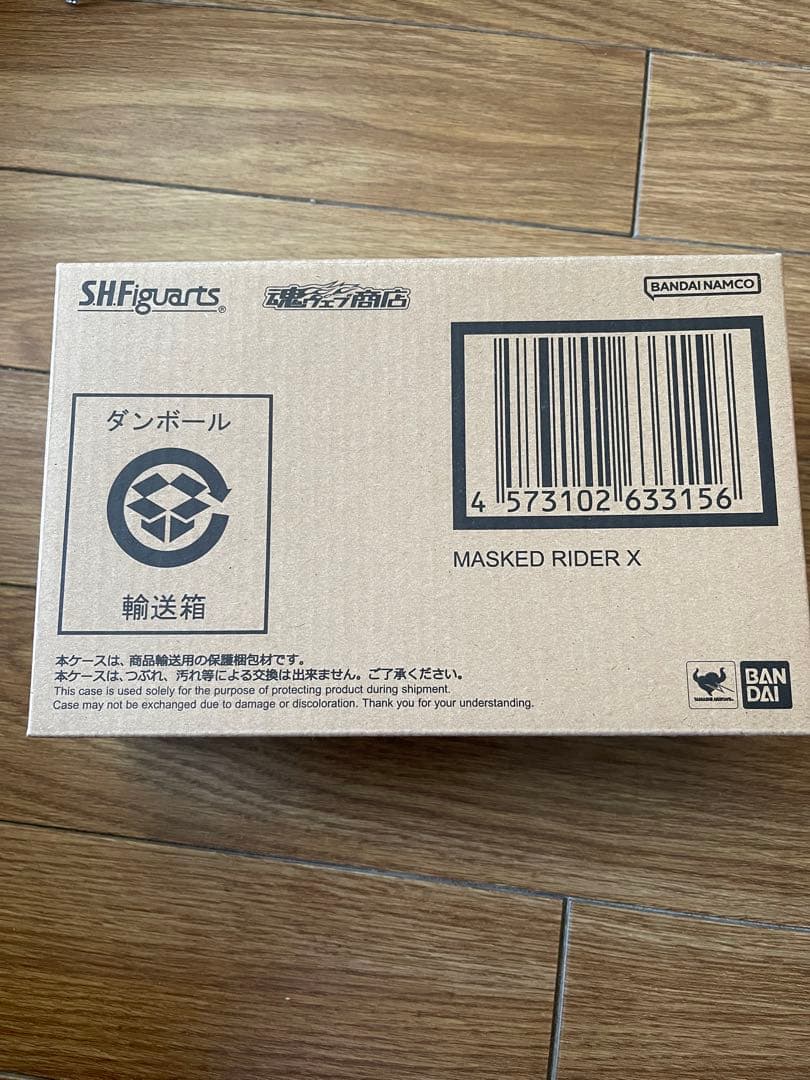 S.H.Figuarts®
魂ウェブ商店
BANDAI NAMCO
ダンボール
輸送箱
4 573102 633156
MASKED RIDER X
本ケースは、商品輸送用の保護梱包材です。
本ケースは、つぶれ、汚れ等による交換は出来ません。ご了承ください。
This case is used solely for the purpose of protecting product during shipment.
Case may not be exchanged due to damage or discoloration. Thank you for your understanding.
TAMASHII NATIONS
BAN
DAI